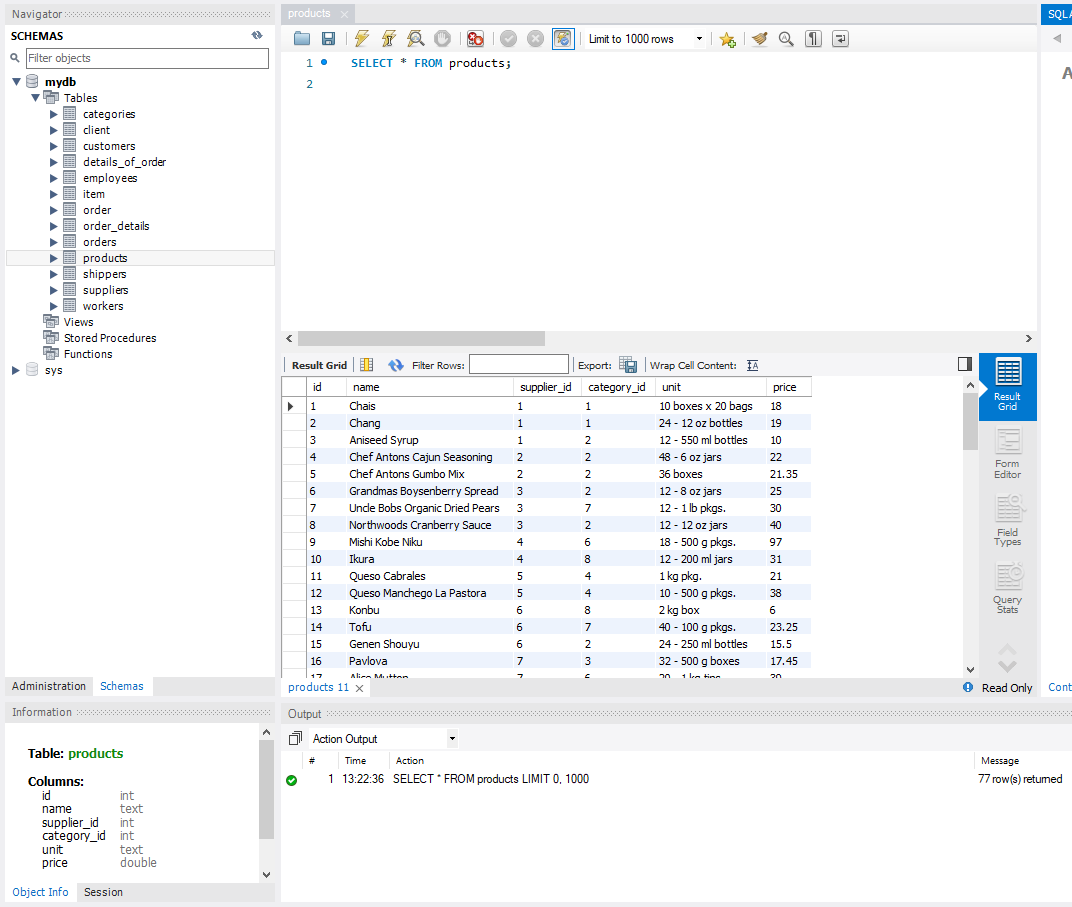 Navigator
SCHEMAS
Filter objects
mydb
Tables
categories
client
customers
details_of_order
employees
item
order
order_details
orders
products
shippers
suppliers
workers
Views
Stored Procedures
Functions
sys
Administration Schemas
Information
Table: products
Columns:
id int
name text
supplier_id int
category_id int
unit text
price double
Object Info Session
products
Limit to 1000 rows
1 SELECT * FROM products;
2
Result Grid Filter Rows: Export: Wrap Cell Content:
id name supplier_id category_id unit price
1 Chais 1 1 10 boxes x 20 bags 18
2 Chang 1 1 24 - 12 oz bottles 19
3 Aniseed Syrup 1 2 12 - 550 ml bottles 10
4 Chef Antons Cajun Seasoning 2 2 48 - 6 oz jars 22
5 Chef Antons Gumbo Mix 2 2 36 boxes 21.35
6 Grandmas Boysenberry Spread 3 2 12 - 8 oz jars 25
7 Uncle Bobs Organic Dried Pears 3 7 12 - 1 lb pkgs. 30
8 Northwoods Cranberry Sauce 3 2 12 - 12 oz jars 40
9 Mishi Kobe Niku 4 6 18 - 500 g pkgs. 97
10 Ikura 4 8 12 - 200 ml jars 31
11 Queso Cabrales 5 4 1 kg pkg. 21
12 Queso Manchego La Pastora 5 4 10 - 500 g pkgs. 38
13 Konbu 6 8 2 kg box 6
14 Tofu 6 7 40 - 100 g pkgs. 23.25
15 Genen Shouyu 6 2 24 - 250 ml bottles 15.5
16 Pavlova 7 3 32 - 500 g boxes 17.45
17 Alice Mutton 7 6 20 - 1 kg tins 39
Result
Grid
Form
Editor
Field
Types
Query
Stats
products 11
Read Only
SQLA
A
Cont
Output
Action Output
# Time Action Message
1 13:22:36 SELECT * FROM products LIMIT 0, 1000 77 row(s) returned